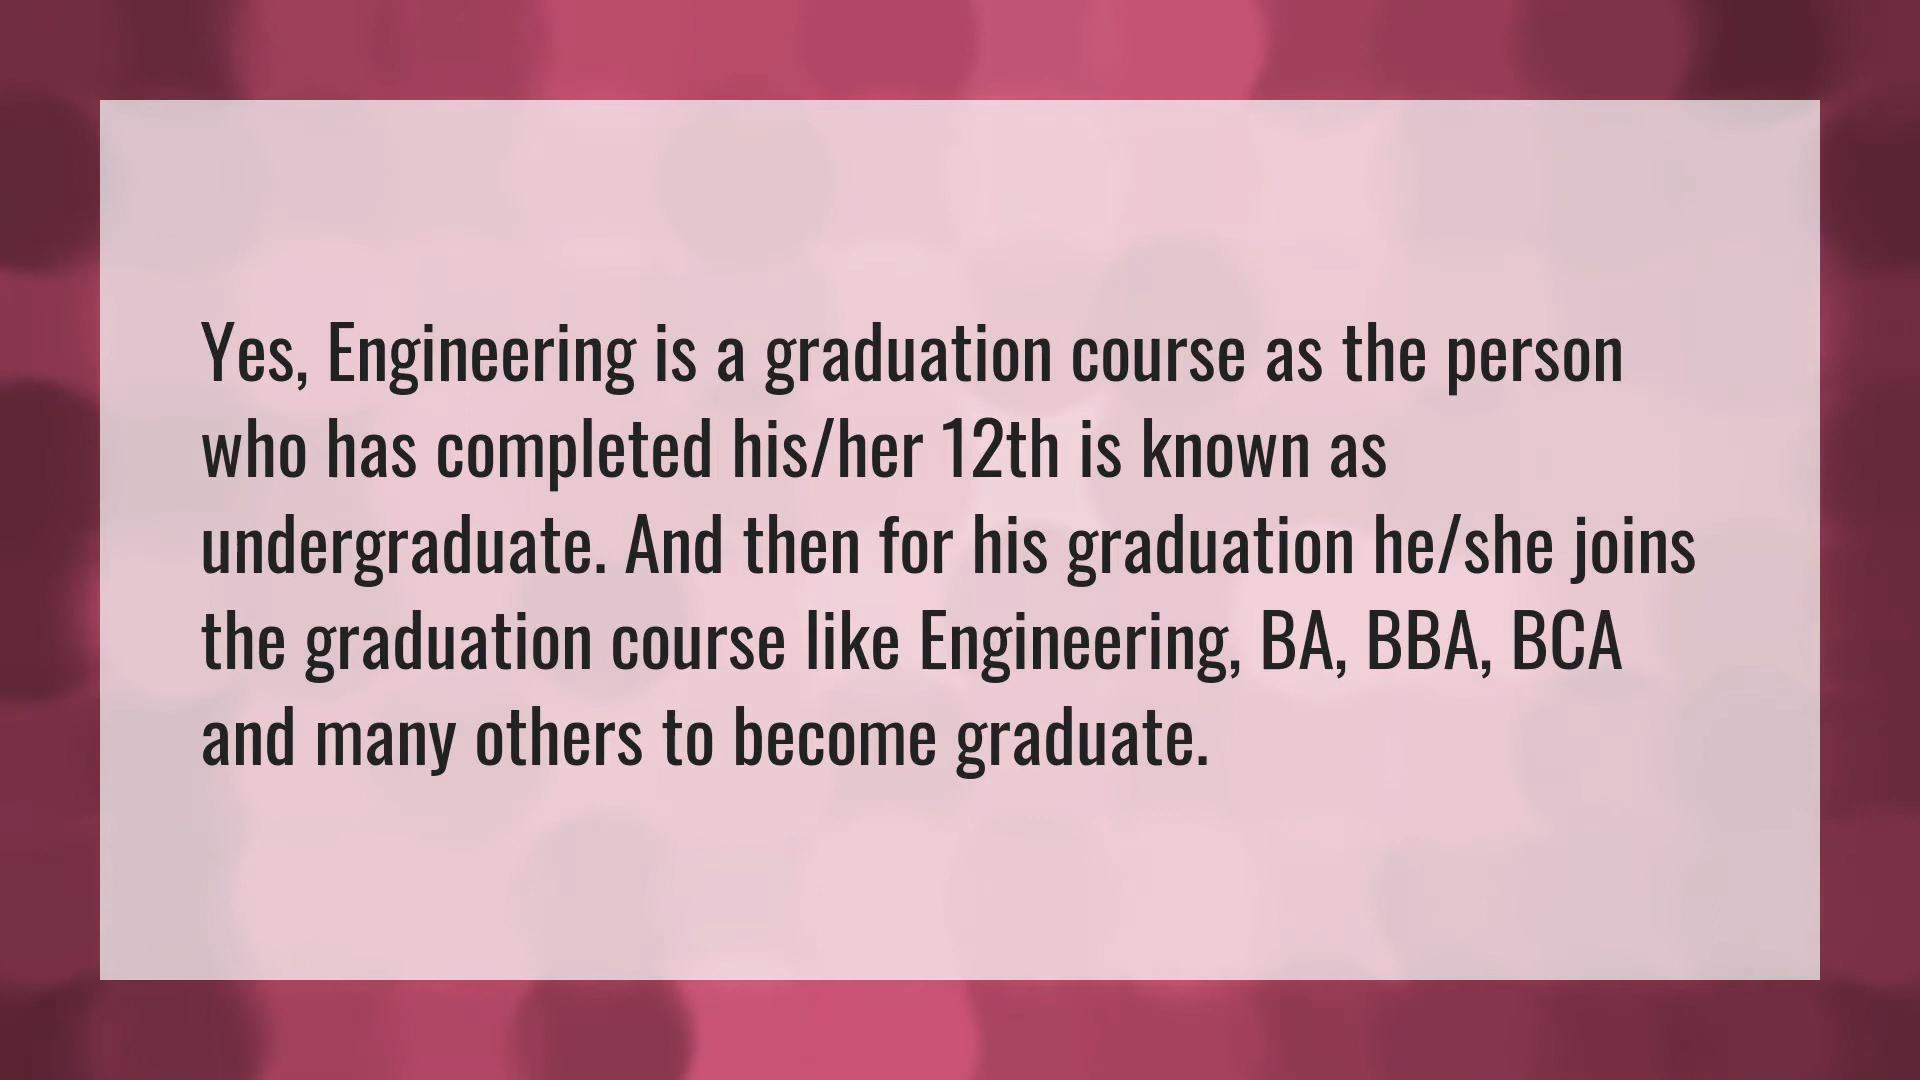 Yes, Engineering is a graduation course as the person
who has completed his/her 12th is known as
undergraduate. And then for his graduation he/she joins
the graduation course like Engineering, BA, BBA, BCA
and many others to become graduate.